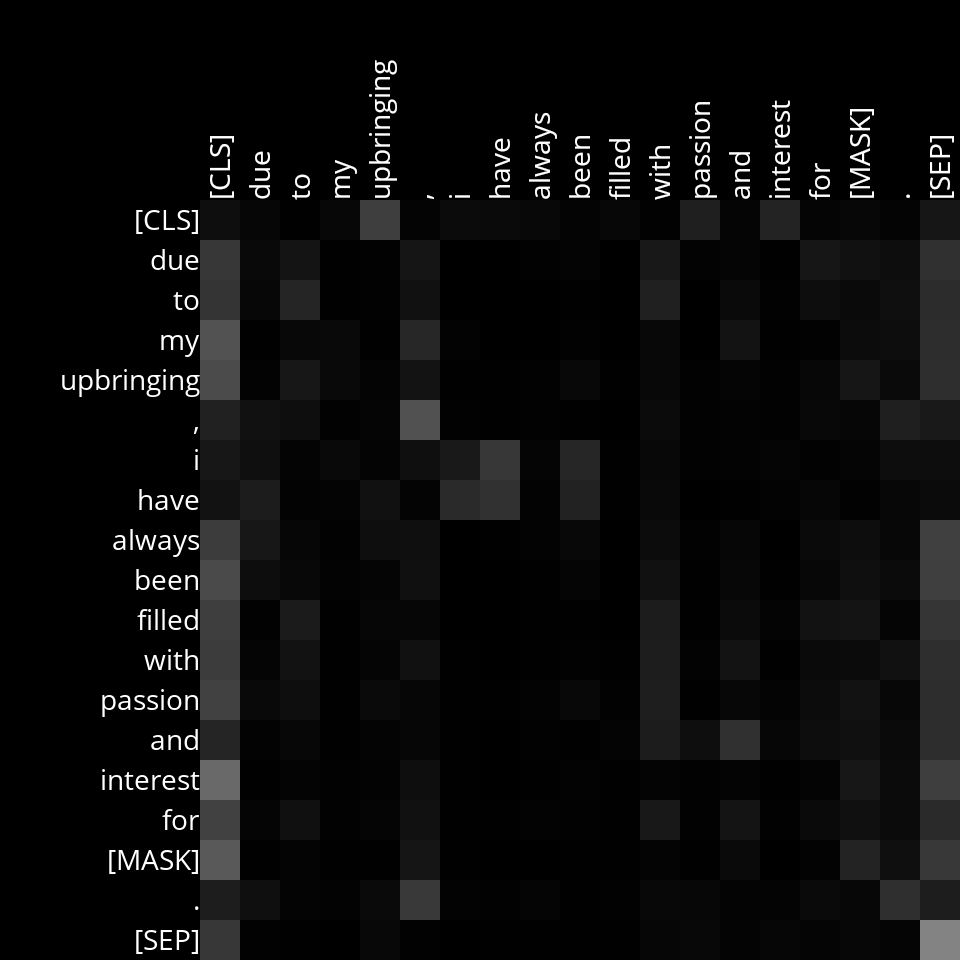 [CLS] due to my upbringing , i have always been filled with passion and interest for [MASK] . [SEP]
[CLS]
due
to
my
upbringing
,
i
have
always
been
filled
with
passion
and
interest
for
[MASK]
.
[SEP]